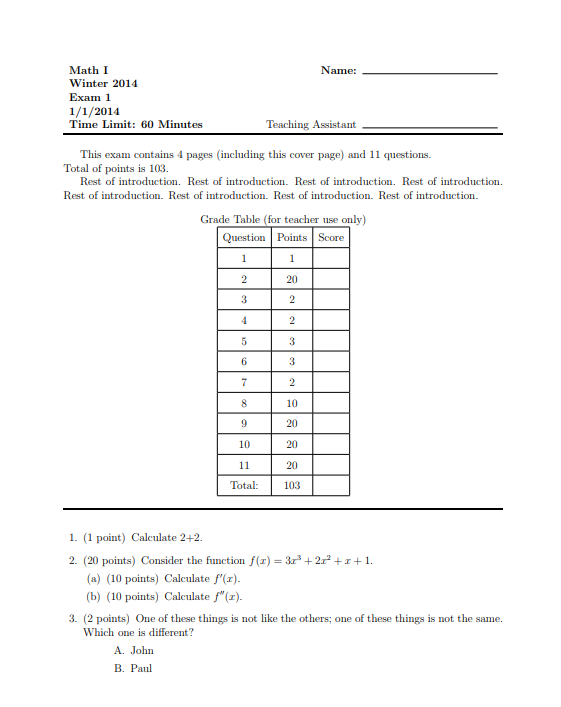 Math I
Name:
Winter 2014
Exam 1
1/1/2014
Time Limit: 60 Minutes
Teaching Assistant
This exam contains 4 pages (including this cover page) and 11 questions.
Total of points is 103.
Rest of introduction. Rest of introduction. Rest of introduction. Rest of introduction.
Rest of introduction. Rest of introduction. Rest of introduction. Rest of introduction.
Grade Table (for teacher use only)
Question Points Score
1 1
2 20
3 2
4 2
5 3
6 3
7 2
8 10
9 20
10 20
11 20
Total: 103
1. (1 point) Calculate 2+2.
2. (20 points) Consider the function f(x) = 3x³ + 2x² + x + 1.
(a) (10 points) Calculate f′(x).
(b) (10 points) Calculate f″(x).
3. (2 points) One of these things is not like the others; one of these things is not the same.
Which one is different?
A. John
B. Paul